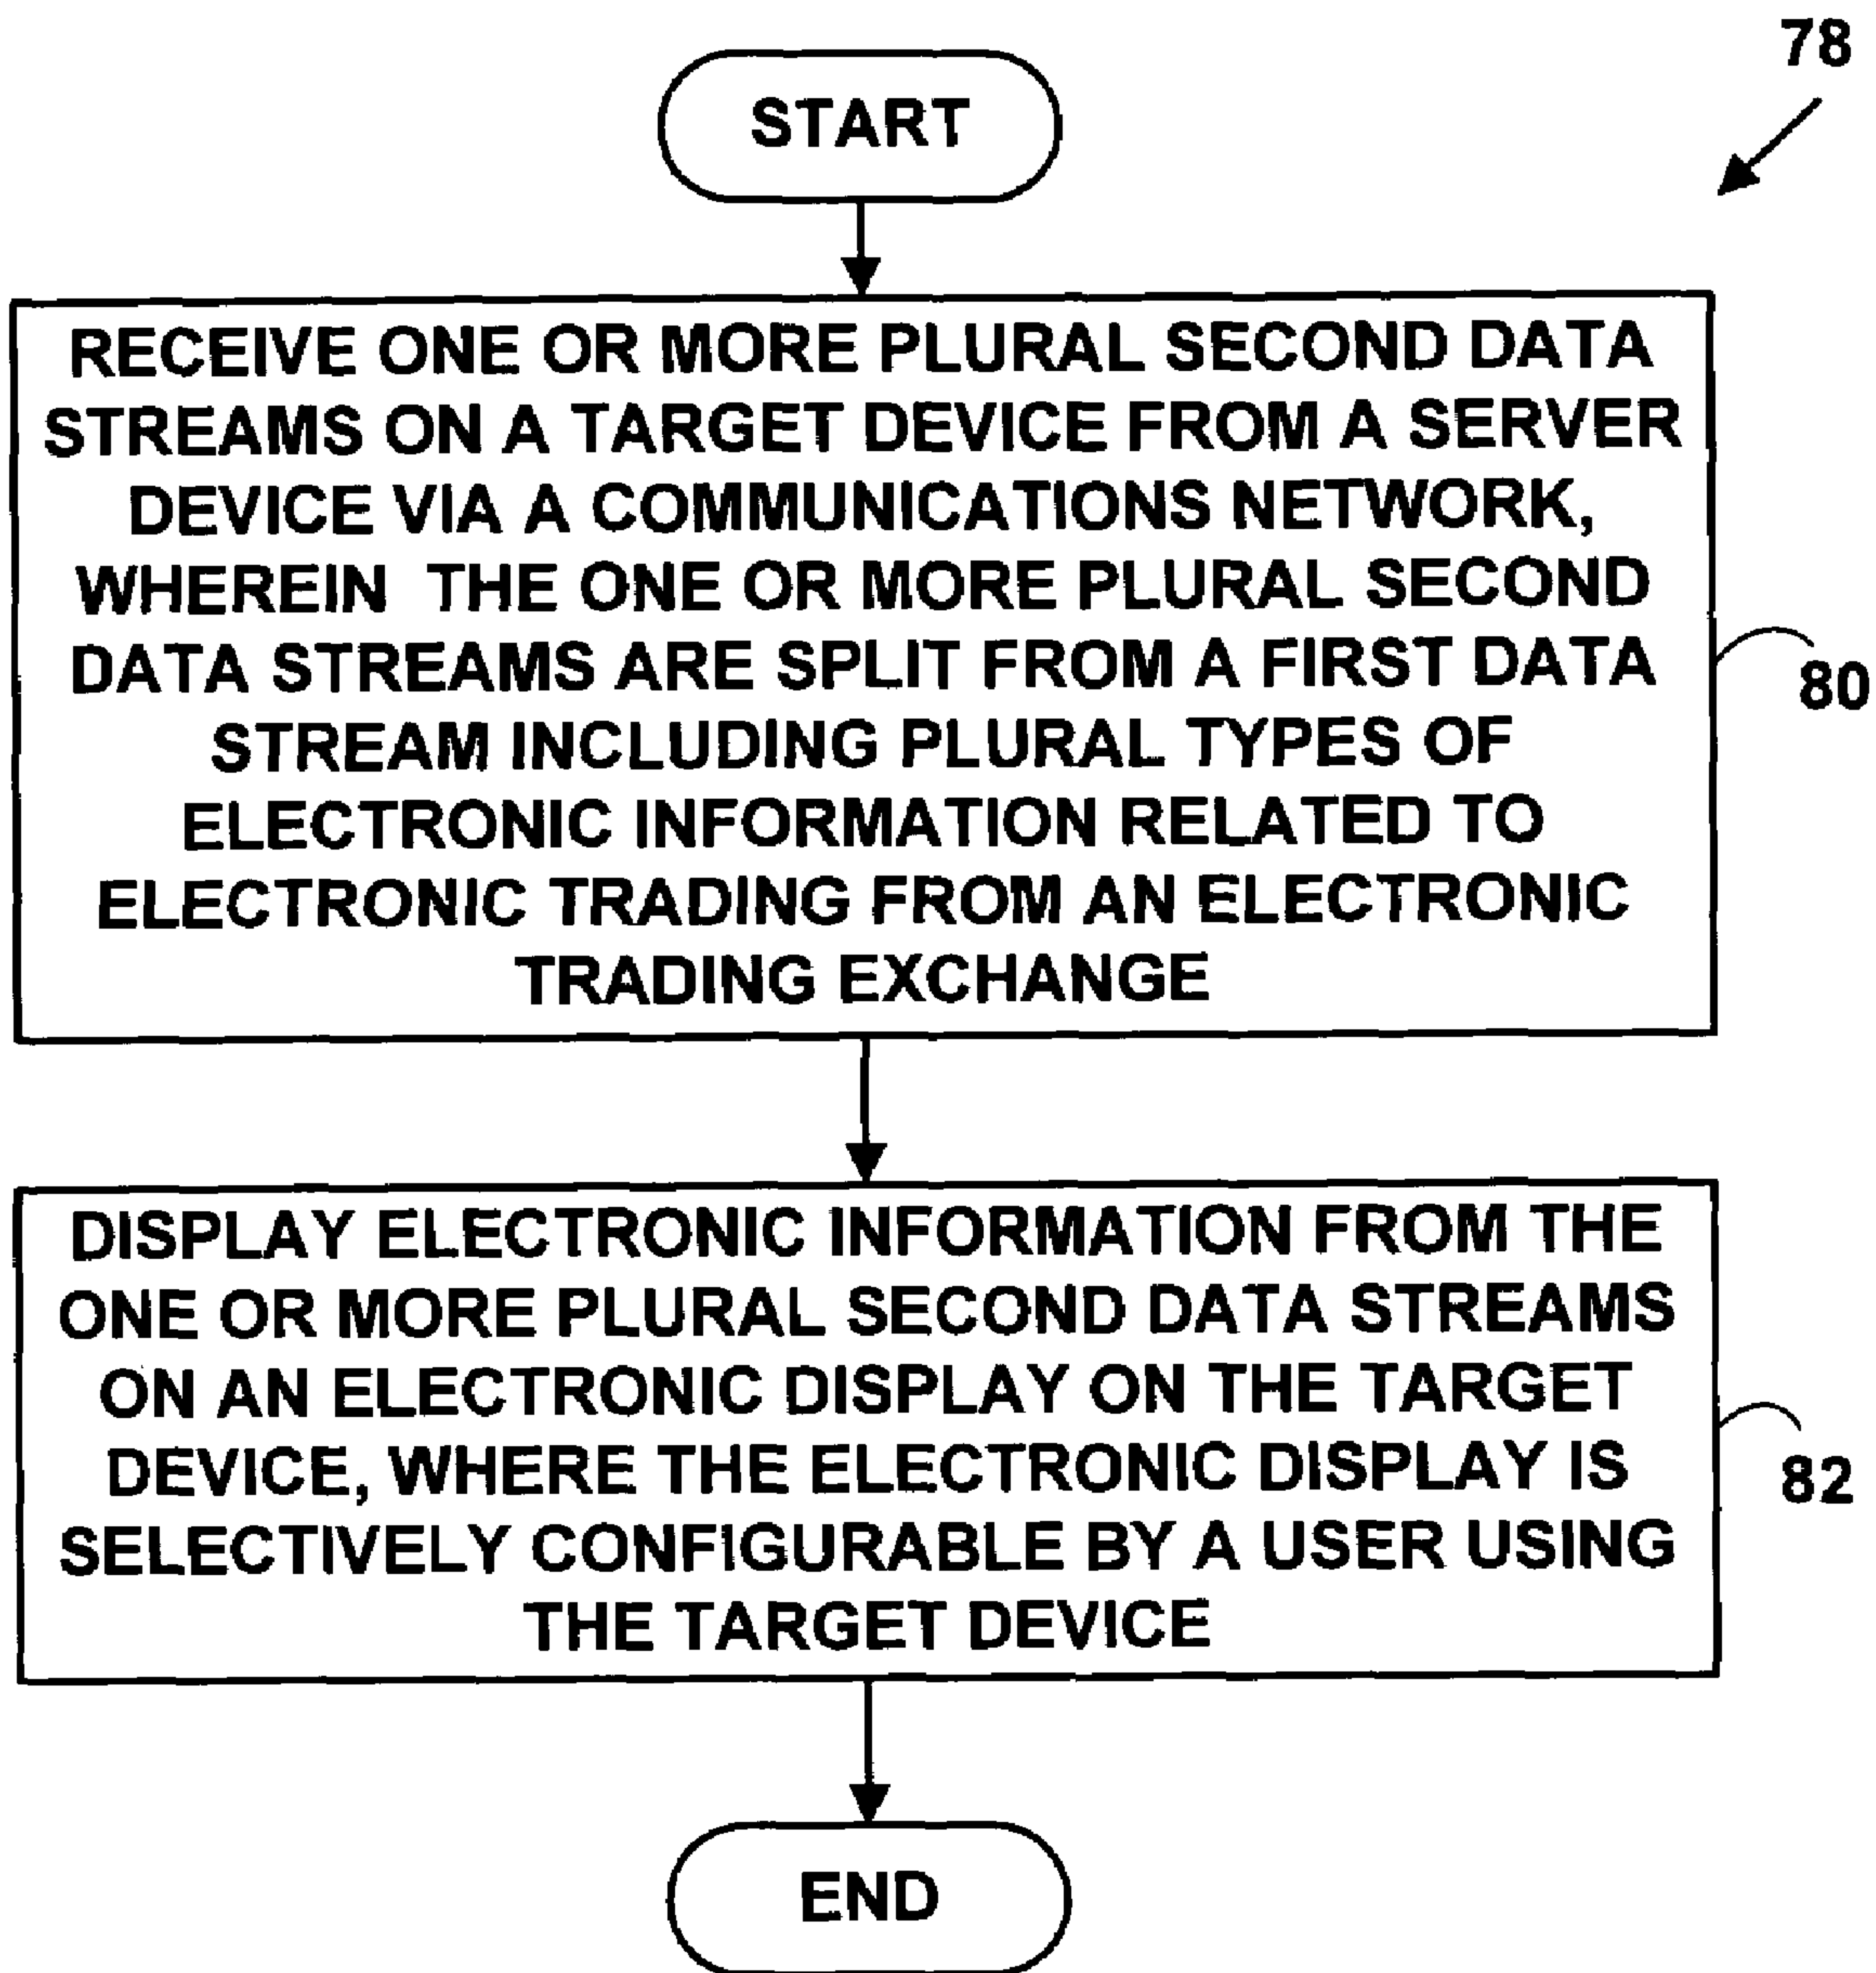 78
START
RECEIVE ONE OR MORE PLURAL SECOND DATA
STREAMS ON A TARGET DEVICE FROM A SERVER
DEVICE VIA A COMMUNICATIONS NETWORK,
WHEREIN THE ONE OR MORE PLURAL SECOND
DATA STREAMS ARE SPLIT FROM A FIRST DATA
STREAM INCLUDING PLURAL TYPES OF
ELECTRONIC INFORMATION RELATED TO
ELECTRONIC TRADING FROM AN ELECTRONIC
TRADING EXCHANGE
80
DISPLAY ELECTRONIC INFORMATION FROM THE
ONE OR MORE PLURAL SECOND DATA STREAMS
ON AN ELECTRONIC DISPLAY ON THE TARGET
DEVICE, WHERE THE ELECTRONIC DISPLAY IS
SELECTIVELY CONFIGURABLE BY A USER USING
THE TARGET DEVICE
82
END